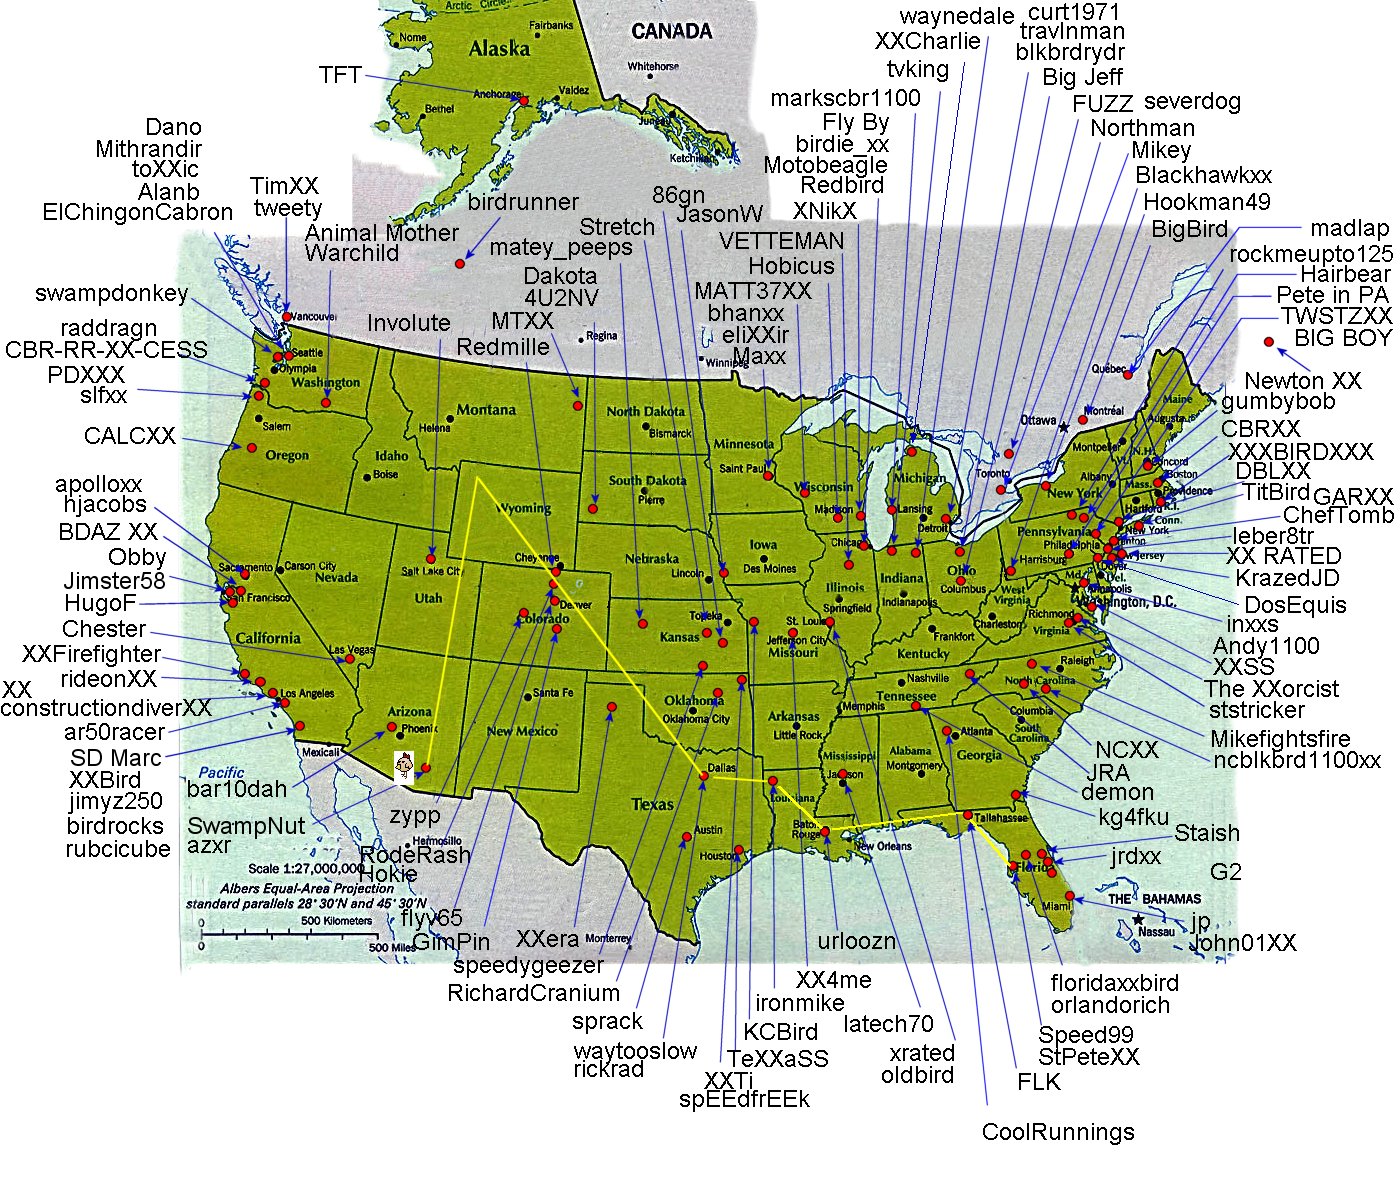 Arctic Circle
waynedale
curt1971
XXCharlie
travlnman
Nome
Fairbanks
CANADA
blkbrdrydr
Alaska
tvking
TFT
Whitehorse
Big Jeff
Anchorage
Valdez
markscbr1100
FUZZ
severdog
Bethel
Juneau
Fly By
Northman
Dano
birdie_xx
Mithrandir
Ketchikan
Mikey
toXXic
Motobeagle
Blackhawkxx
Alanb
TimXX
Redbird
ElChingonCabron
tweety
birdrunner
86gn
JasonW
XNikX
Hookman49
Animal Mother
Stretch
BigBird
madlap
Warchild
matey_peeps
VETTEMAN
rockmeupto125
Dakota
Hobicus
Hairbear
swampdonkey
4U2NV
MATT37XX
Pete in PA
Vancouver
Involute
MTXX
bhanxx
TWSTZXX
raddragn
Redmille
Regina
eliXXir
BIG BOY
CBR-RR-XX-CESS
Seattle
Winnipeg
Maxx
PDXXX
Olympia
Québec
Newton XX
slfxx
Washington
Montana
North Dakota
Maine
gumbybob
Salem
Helena
Bismarck
Ottawa
Montréal
Augusta
CALCXX
Oregon
Idaho
Minnesota
Montpelier
N.H.
CBRXX
Boise
South Dakota
Saint Paul
Wisconsin
Michigan
Toronto
Concord
XXXBIRDXXX
apolloxx
Pierre
Albany
Mass.
Boston
DBLXX
hjacobs
Wyoming
Madison
Lansing
New York
Providence
TitBird
GARXX
BDAZ XX
Detroit
Hartford
R.I.
ChefTomb
Obby
Sacramento
Carson City
Salt Lake City
Cheyenne
Nebraska
Iowa
Chicago
Pennsylvania
Conn.
New York
leber8tr
Jimster58
San Francisco
Nevada
Lincoln
Des Moines
Illinois
Indiana
Ohio
Harrisburg
Philadelphia
Trenton
New Jersey
XX RATED
HugoF
Utah
Denver
Springfield
Indianapolis
Columbus
West
Virginia
Md.
Dover
Del.
Annapolis
KrazedJD
Chester
California
Colorado
Topeka
St. Louis
Charleston
Washington, D.C.
DosEquis
XXFirefighter
Las Vegas
Kansas
Jefferson City
Missouri
Frankfort
Richmond
Virginia
inxxs
rideonXX
Kentucky
Raleigh
Andy1100
XX
Los Angeles
Arizona
Santa Fe
Oklahoma
Nashville
North Carolina
XXSS
constructiondiverXX
Phoenix
Oklahoma City
Arkansas
Tennessee
Memphis
Columbia
The XXorcist
ar50racer
New Mexico
Little Rock
South
Carolina
ststricker
SD Marc
Mexicali
Mississippi
Alabama
Atlanta
Georgia
Mikefightsfire
XXBird
Pacific
Dallas
Jackson
Montgomery
NCXX
ncblkbrd1100xx
jimyz250
bar10dah
Texas
Louisiana
JRA
birdrocks
SwampNut
zypp
Austin
Baton
Rouge
Tallahassee
demon
rubcicube
azxr
Hermosillo
Houston
New Orleans
kg4fku
RodeRash
Staish
Scale 1:27,000,000
Hokie
Florida
jrdxx
Albers Equal-Area Projection
G2
standard parallels 28°30'N and 45°30'N
Miami
THE BAHAMAS
0
500 Kilometers
flyv65
jp
0
500 Miles
GimPin
XXera
Monterrey
urloozn
Nassau
john01XX
speedygeezer
XX4me
floridaxxbird
RichardCranium
ironmike
orlandorich
sprack
KCBird
latech70
Speed99
waytooslow
TeXXaSS
xrated
StPeteXX
rickrad
XXTi
oldbird
FLK
spEEdfrEEk
CoolRunnings